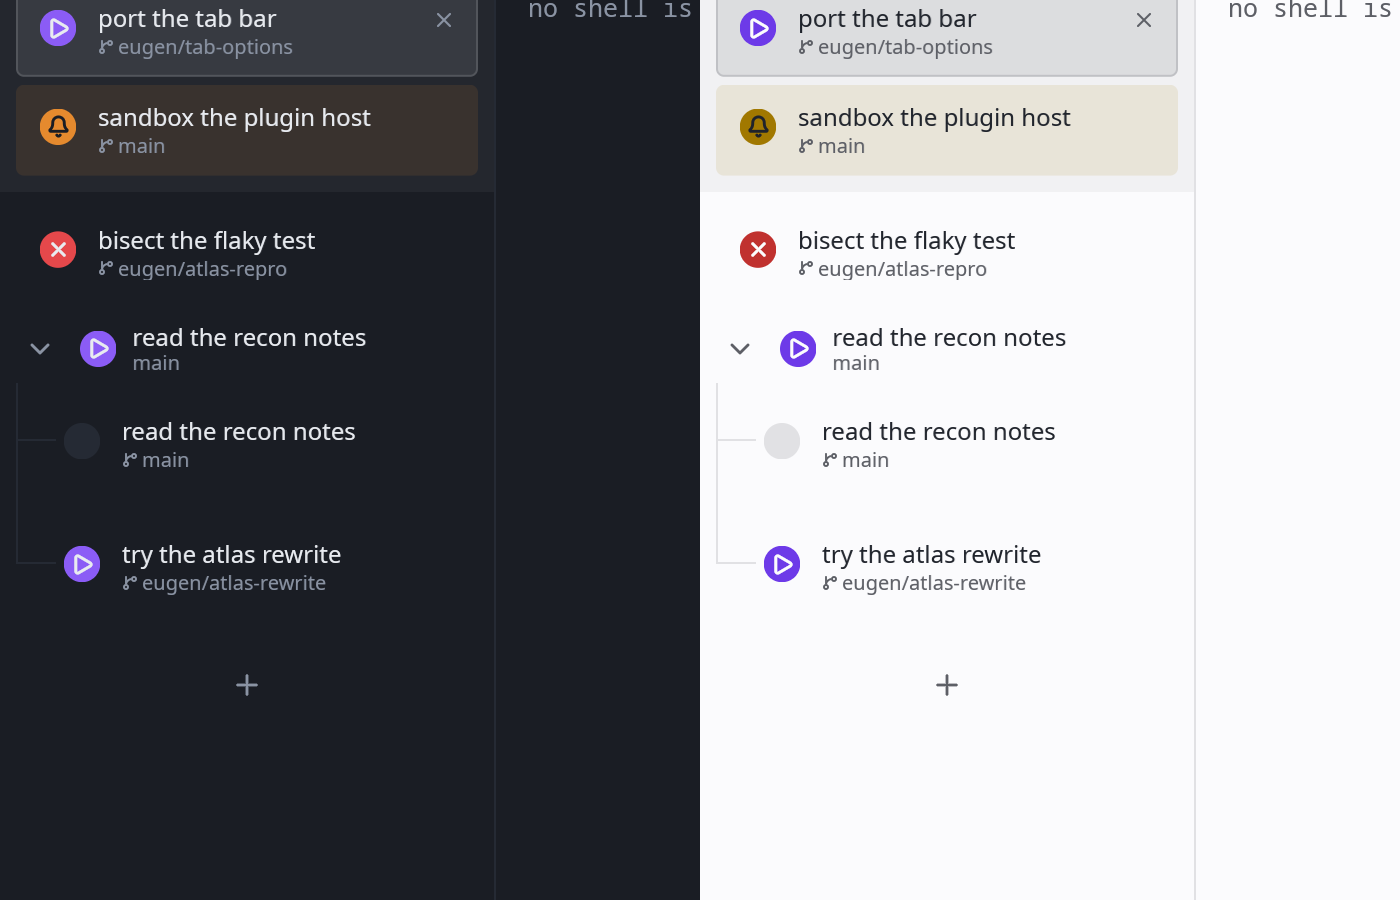 port the tab bar
eugen/tab-options
sandbox the plugin host
main
bisect the flaky test
eugen/atlas-repro
read the recon notes
main
read the recon notes
main
try the atlas rewrite
eugen/atlas-rewrite
no shell is
port the tab bar
eugen/tab-options
sandbox the plugin host
main
bisect the flaky test
eugen/atlas-repro
read the recon notes
main
read the recon notes
main
try the atlas rewrite
eugen/atlas-rewrite
no shell is